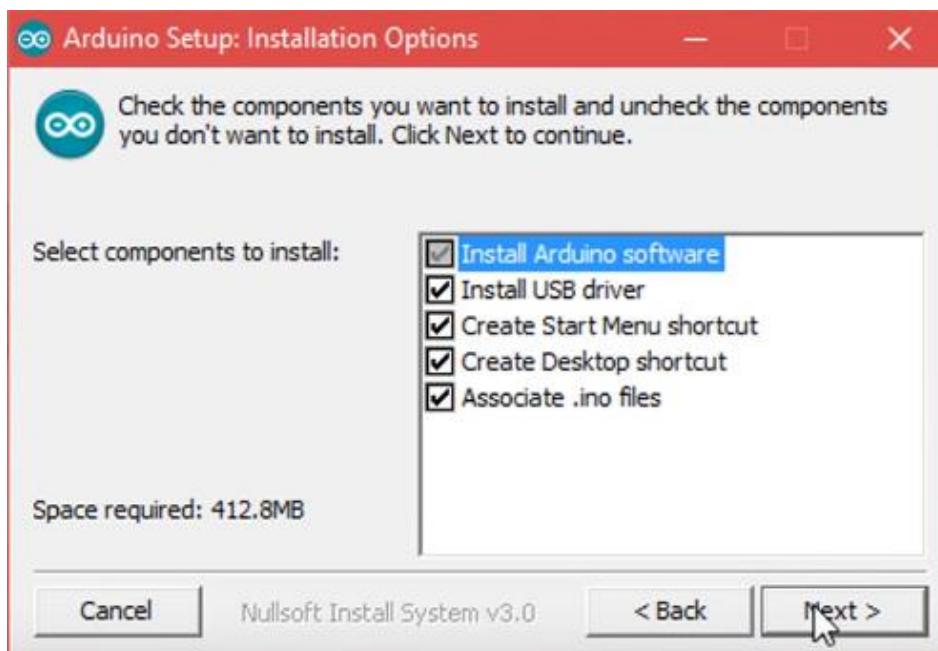 Arduino Setup: Installation Options
Check the components you want to install and uncheck the components
you don't want to install. Click Next to continue.
Select components to install:
Install Arduino software
Install USB driver
Create Start Menu shortcut
Create Desktop shortcut
Associate .ino files
Space required: 412.8MB
Cancel
Nullsoft Install System v3.0
< Back
Next >